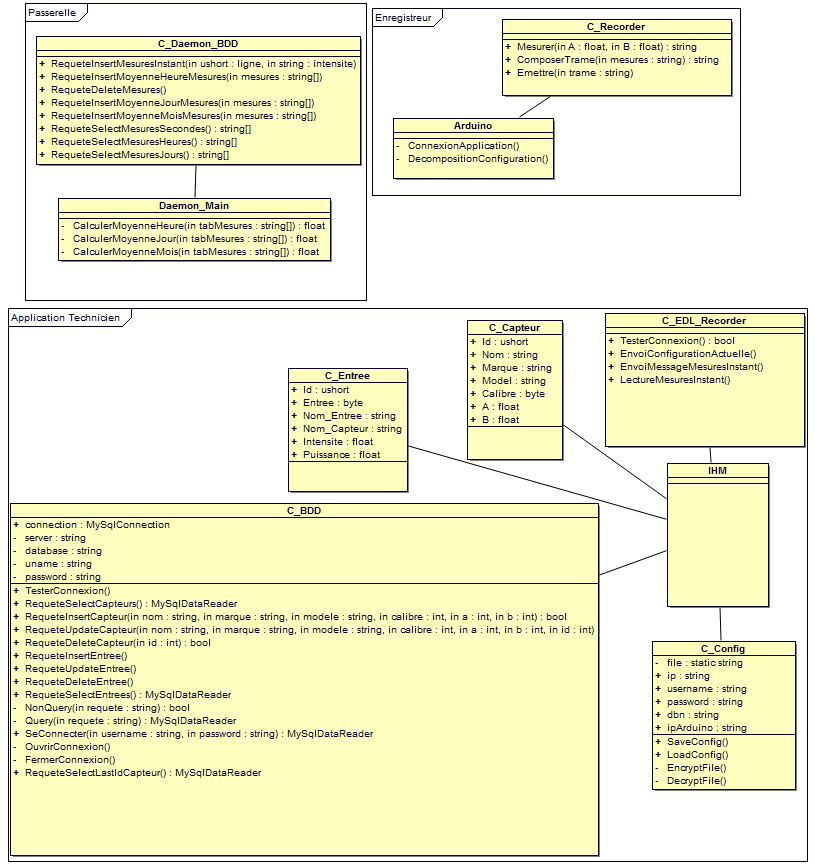 Passerelle
C_Daemon_BDD
+ RequeteInsertMesuresInstant(in ushort : ligne, in string : intensite)
+ RequeteInsertMoyenneHeureMesures(in mesures : string[])
+ RequeteDeleteMesures()
+ RequeteInsertMoyenneJourMesures(in mesures : string[])
+ RequeteInsertMoyenneMoisMesures(in mesures : string[])
+ RequeteSelectMesuresSecondes() : string[]
+ RequeteSelectMesuresHeures() : string[]
+ RequeteSelectMesuresJours() : string[]
Daemon_Main
- CalculerMoyenneHeure(in tabMesures : string[]) : float
- CalculerMoyenneJour(in tabMesures : string[]) : float
- CalculerMoyenneMois(in tabMesures : string[]) : float
Enregistreur
C_Recorder
+ Mesurer(in A : float, in B : float) : string
+ ComposerTrame(in mesures : string) : string
+ Emettre(in trame : string)
Arduino
- ConnexionApplication()
- DecompositionConfiguration()
Application Technicien
C_Entree
+ Id : ushort
+ Entree : byte
+ Nom_Entree : string
+ Nom_Capteur : string
+ Intensite : float
+ Puissance : float
C_Capteur
+ Id : ushort
+ Nom : string
+ Marque : string
+ Model : string
+ Calibre : byte
+ A : float
+ B : float
C_EDL_Recorder
+ TesterConnexion() : bool
+ EnvoiConfigurationActuelle()
+ EnvoiMessageMesuresInstant()
+ LectureMesuresInstant()
IHM
C_BDD
+ connection : MySqlConnection
- server : string
- database : string
- uname : string
- password : string
+ TesterConnexion()
+ RequeteSelectCapteurs() : MySqlDataReader
+ RequeteInsertCapteur(in nom : string, in marque : string, in modele : string, in calibre : int, in a : int, in b : int) : bool
+ RequeteUpdateCapteur(in nom : string, in marque : string, in modele : string, in calibre : int, in a : int, in b : int, in id : int)
+ RequeteDeleteCapteur(in id : int) : bool
+ RequeteInsertEntree()
+ RequeteUpdateEntree()
+ RequeteDeleteEntree()
+ RequeteSelectEntrees() : MySqlDataReader
- NonQuery(in requete : string) : bool
- Query(in requete : string) : MySqlDataReader
+ SeConnecter(in username : string, in password : string) : MySqlDataReader
- OuvrirConnexion()
- FermerConnexion()
+ RequeteSelectLastIdCapteur() : MySqlDataReader
C_Config
- file : static string
+ ip : string
+ username : string
+ password : string
+ dbn : string
+ ipArduino : string
+ SaveConfig()
+ LoadConfig()
- EncryptFile()
- DecryptFile()